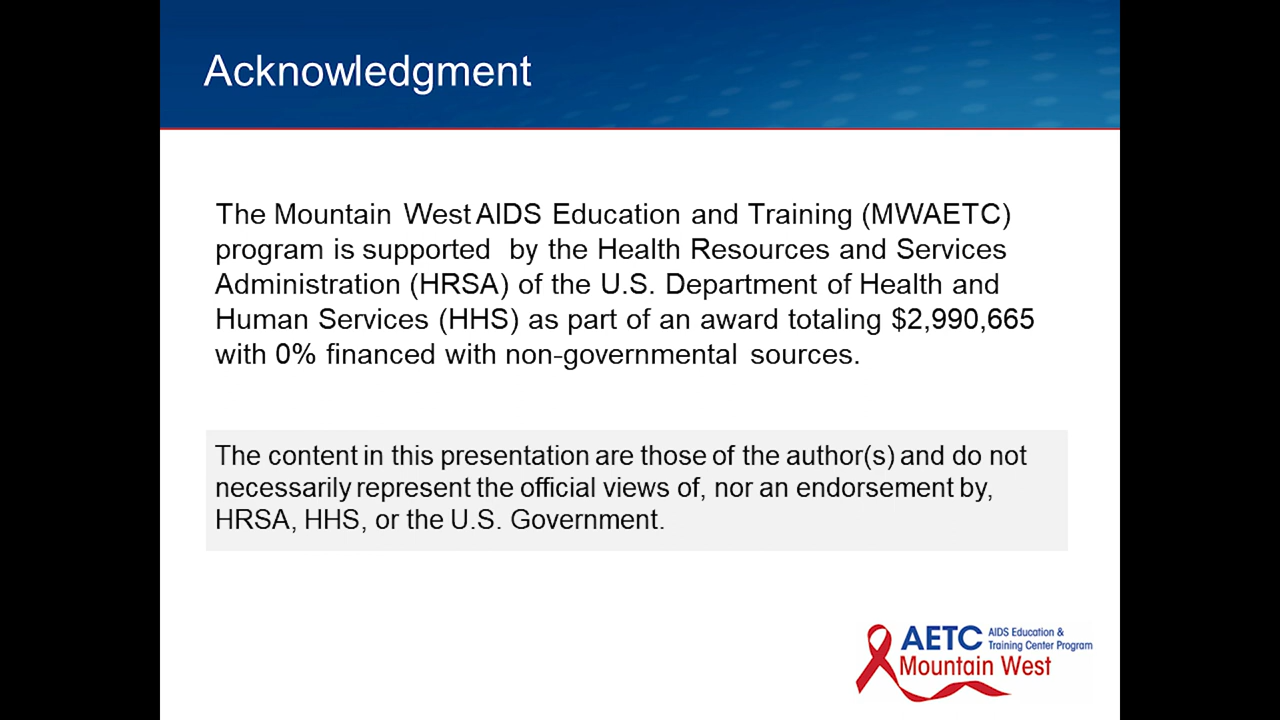 Acknowledgment
The Mountain West AIDS Education and Training (MWAETC)
program is supported by the Health Resources and Services
Administration (HRSA) of the U.S. Department of Health and
Human Services (HHS) as part of an award totaling $2,990,665
with 0% financed with non-governmental sources.
The content in this presentation are those of the author(s) and do not
necessarily represent the official views of, nor an endorsement by,
HRSA, HHS, or the U.S. Government.
AETC AIDS Education &
Training Center Program
Mountain West